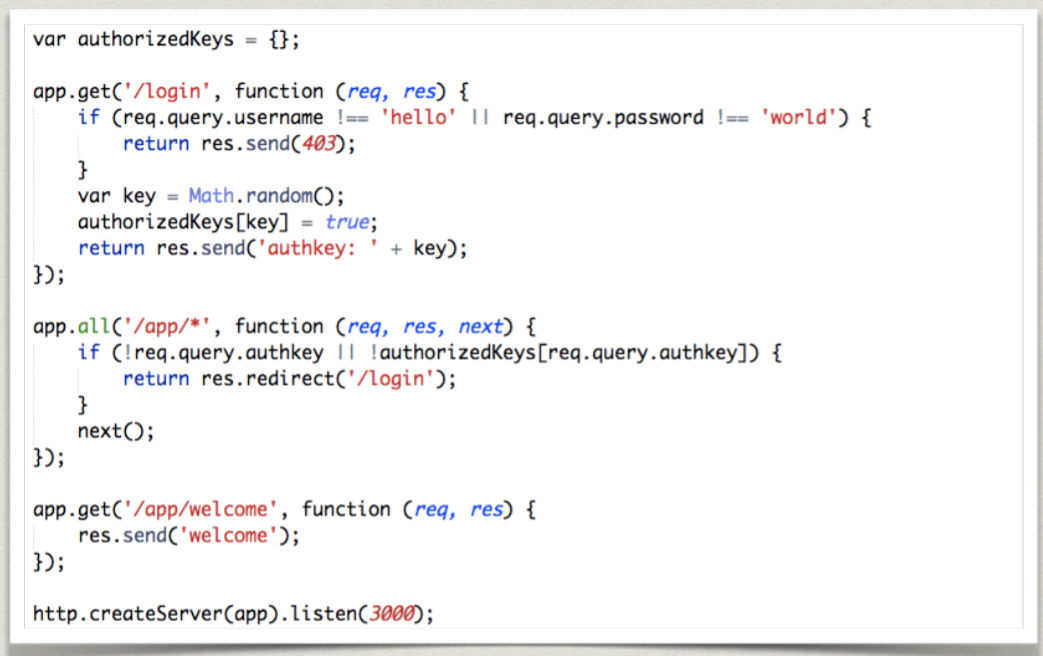 var authorizedKeys = {};
app.get('/login', function (req, res) {
    if (req.query.username !== 'hello' || req.query.password !== 'world') {
        return res.send(403);
    }
    var key = Math.random();
    authorizedKeys[key] = true;
    return res.send('authkey: ' + key);
});
app.all('/app/*', function (req, res, next) {
    if (!req.query.authkey || !authorizedKeys[req.query.authkey]) {
        return res.redirect('/login');
    }
    next();
});
app.get('/app/welcome', function (req, res) {
    res.send('welcome');
});
http.createServer(app).listen(3000);